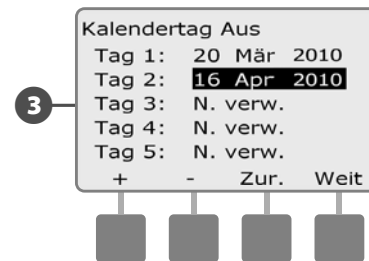 Kalendertag Aus
Tag 1: 20 Mär 2010
Tag 2: 16 Apr 2010
3
Tag 3: N. verw.
Tag 4: N. verw.
Tag 5: N. verw.
+ - Zur. Weit